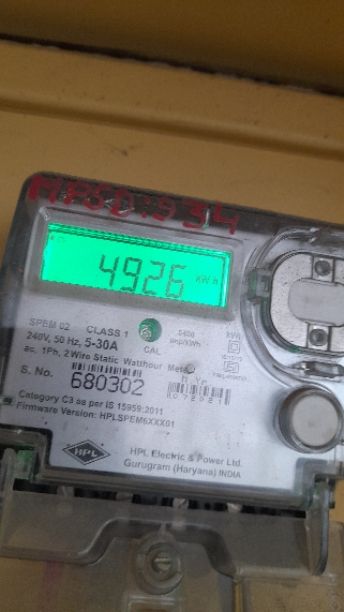 4926 kWh
SPEM 02 CLASS 1
240V, 50 Hz, 5-30A CAL
ac, 1Ph, 2 Wire Static Watthour Meter
S. No. 680302
Category C3 as per IS 15959:2011
Firmware Version: HPLSPEM6XXX01
HPL
HPL Electric & Power Ltd.
Gurugram (Haryana) INDIA